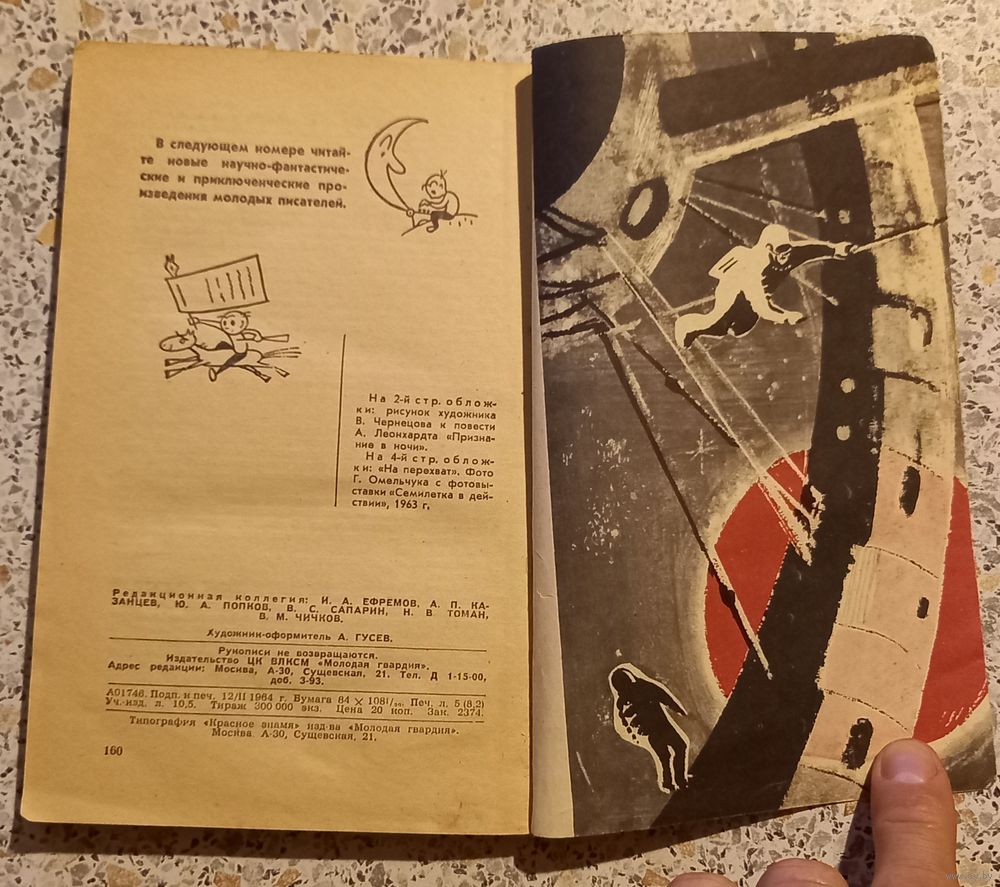 В следующем номере читай-
те новые научно-фантастиче-
ские и приключенческие про-
изведения молодых писателей.
На 2-й стр. облож-
ки: рисунок художника
В. Чернецова к повести
А. Леонхардта «Призна-
ние в ночи».
На 4-й стр. облож-
ки: «На перехват». Фото
Г. Омельчука с фотовы-
ставки «Семилетка в дей-
ствии», 1963 г.
Редакционная коллегия: И. А. ЕФРЕМОВ, А. П. КА-
ЗАНЦЕВ, Ю. А. ПОПКОВ, В. С. САПАРИН, Н. В. ТОМАН,
В. М. ЧИЧКОВ.
Художник-оформитель А. ГУСЕВ.
Рукописи не возвращаются.
Издательство ЦК ВЛКСМ «Молодая гвардия».
Адрес редакции: Москва, А-30, Сущевская, 21. Тел. Д 1-15-00,
доб. 3-93.
А01746. Подп. к печ. 12/II 1964 г. Бумага 84 × 108 1/32. Печ. л. 5 (8,2)
Уч.-изд. л. 10,5. Тираж 300 000 экз. Цена 20 коп. Зак. 2374.
Типография «Красное знамя» изд-ва «Молодая гвардия».
Москва, А-30, Сущевская, 21.
160